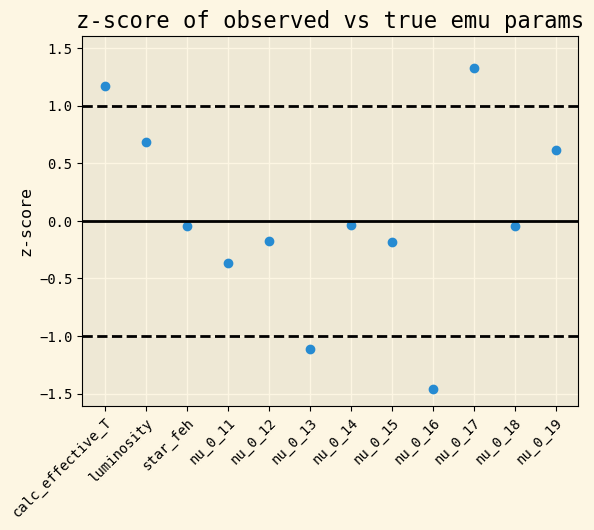 z-score of observed vs true emu params
z-score
1.5
1.0
0.5
0.0
−0.5
−1.0
−1.5
calc_effective_T
luminosity
star_feh
nu_0_11
nu_0_12
nu_0_13
nu_0_14
nu_0_15
nu_0_16
nu_0_17
nu_0_18
nu_0_19